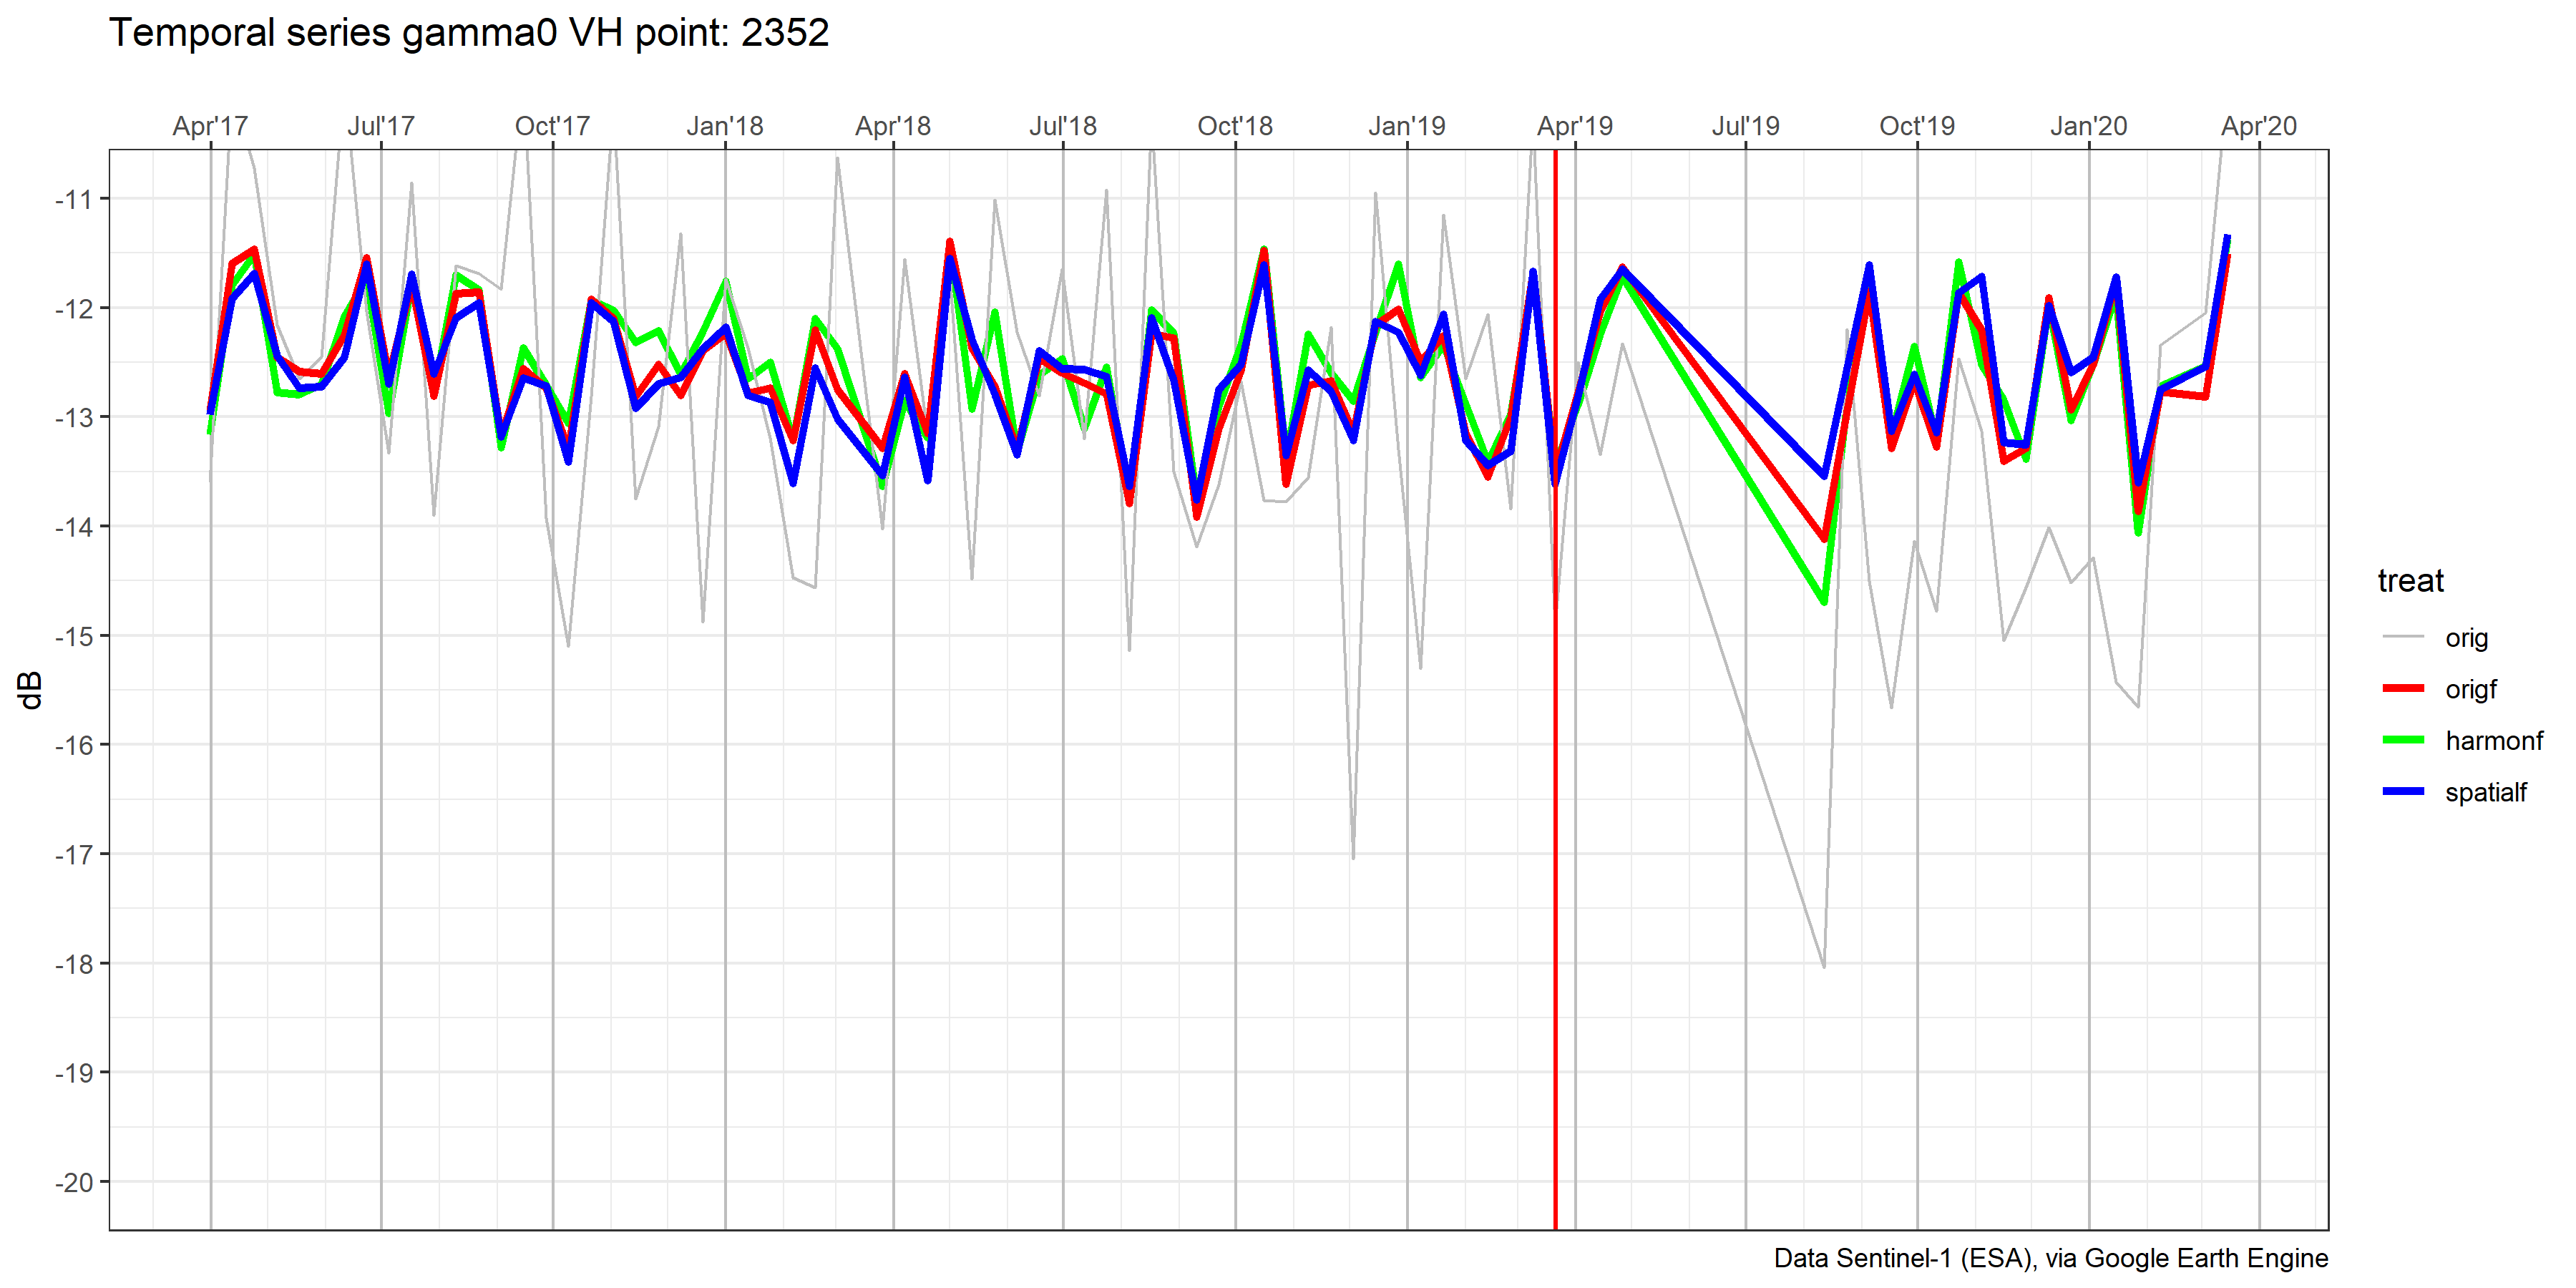 Temporal series gamma0 VH point: 2352
Apr'17 Jul'17 Oct'17 Jan'18 Apr'18 Jul'18 Oct'18 Jan'19 Apr'19 Jul'19 Oct'19 Jan'20 Apr'20
-11
-12
-13
-14
-15
-16
-17
-18
-19
-20
dB
treat
orig
origf
harmonf
spatialf
Data Sentinel-1 (ESA), via Google Earth Engine